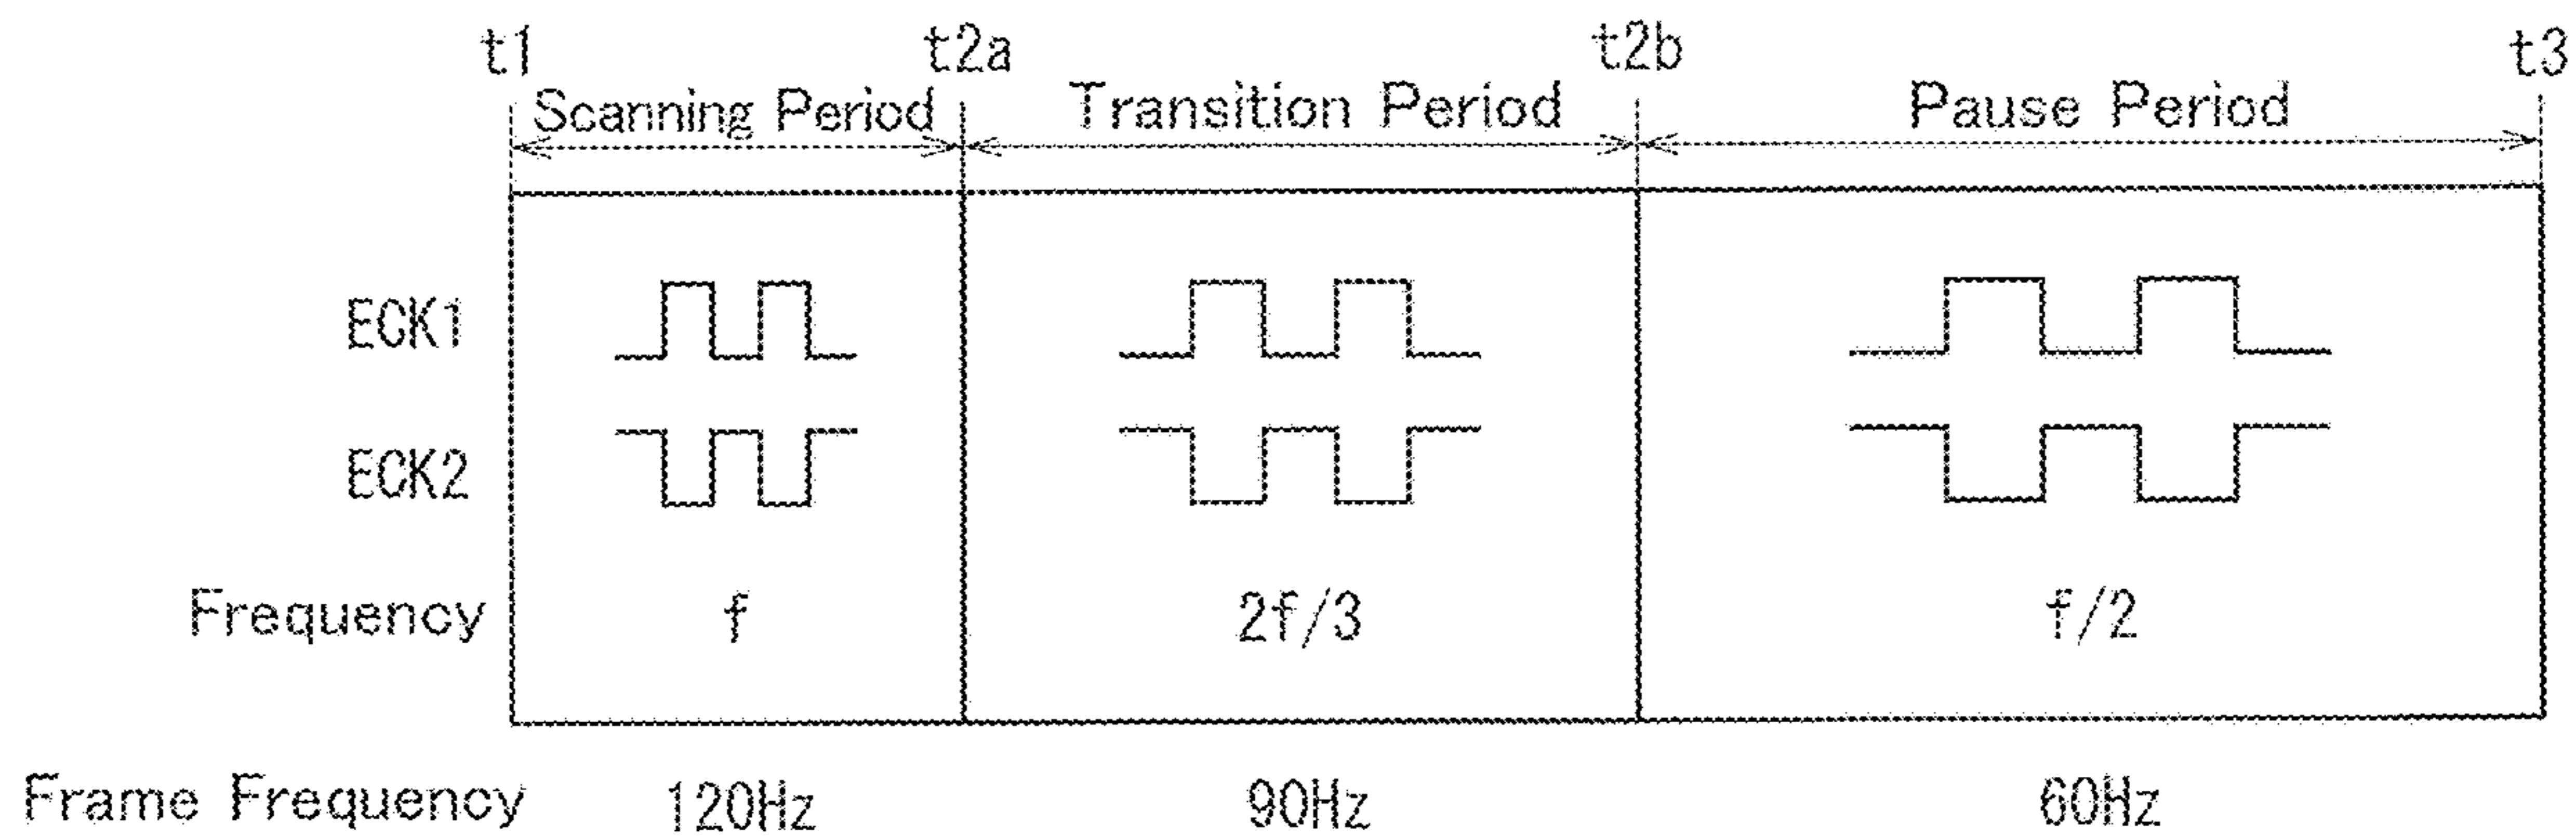 t1 t2a t2b t3
Scanning Period Transition Period Pause Period
ECK1
ECK2
Frequency f 2f/3 f/2
Frame Frequency 120Hz 90Hz 60Hz